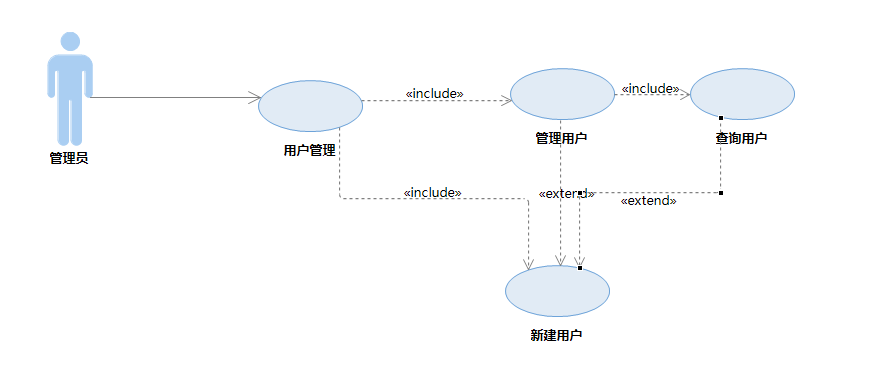 «include»
«include»
管理用户
查询用户
用户管理
管理员
«include»
«extend»
«extend»
新建用户